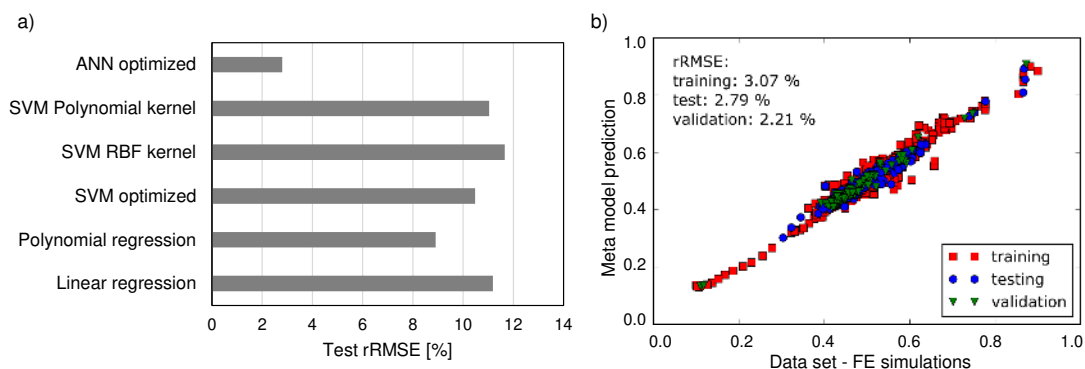 a)
ANN optimized
SVM Polynomial kernel
SVM RBF kernel
SVM optimized
Polynomial regression
Linear regression
0 2 4 6 8 10 12 14
Test rRMSE [%]
b)
1.0
0.8
0.6
0.4
0.2
0.0
Meta model prediction
rRMSE:
training: 3.07 %
test: 2.79 %
validation: 2.21 %
training
testing
validation
0.0 0.2 0.4 0.6 0.8 1.0
Data set - FE simulations